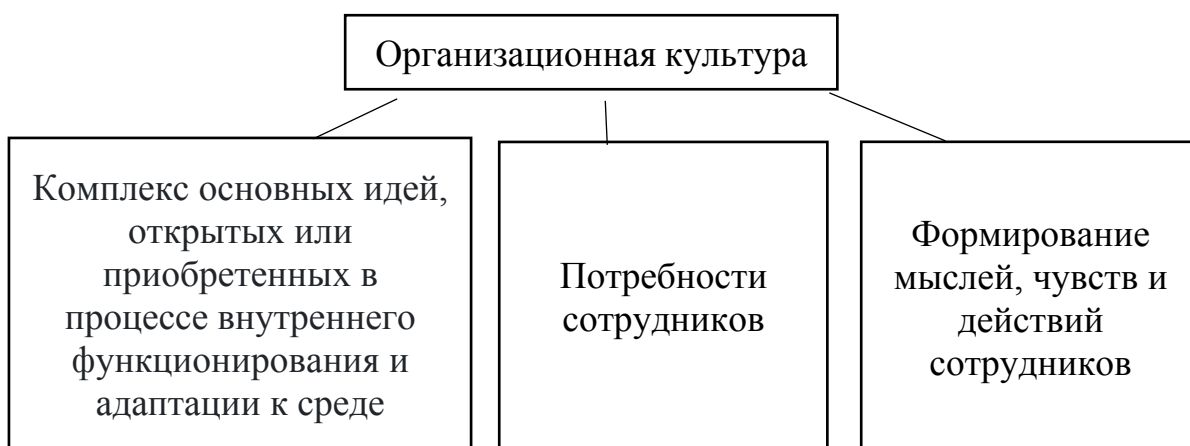 Организационная культура
Комплекс основных идей,
открытых или
приобретенных в
процессе внутреннего
функционирования и
адаптации к среде
Потребности
сотрудников
Формирование
мыслей, чувств и
действий
сотрудников